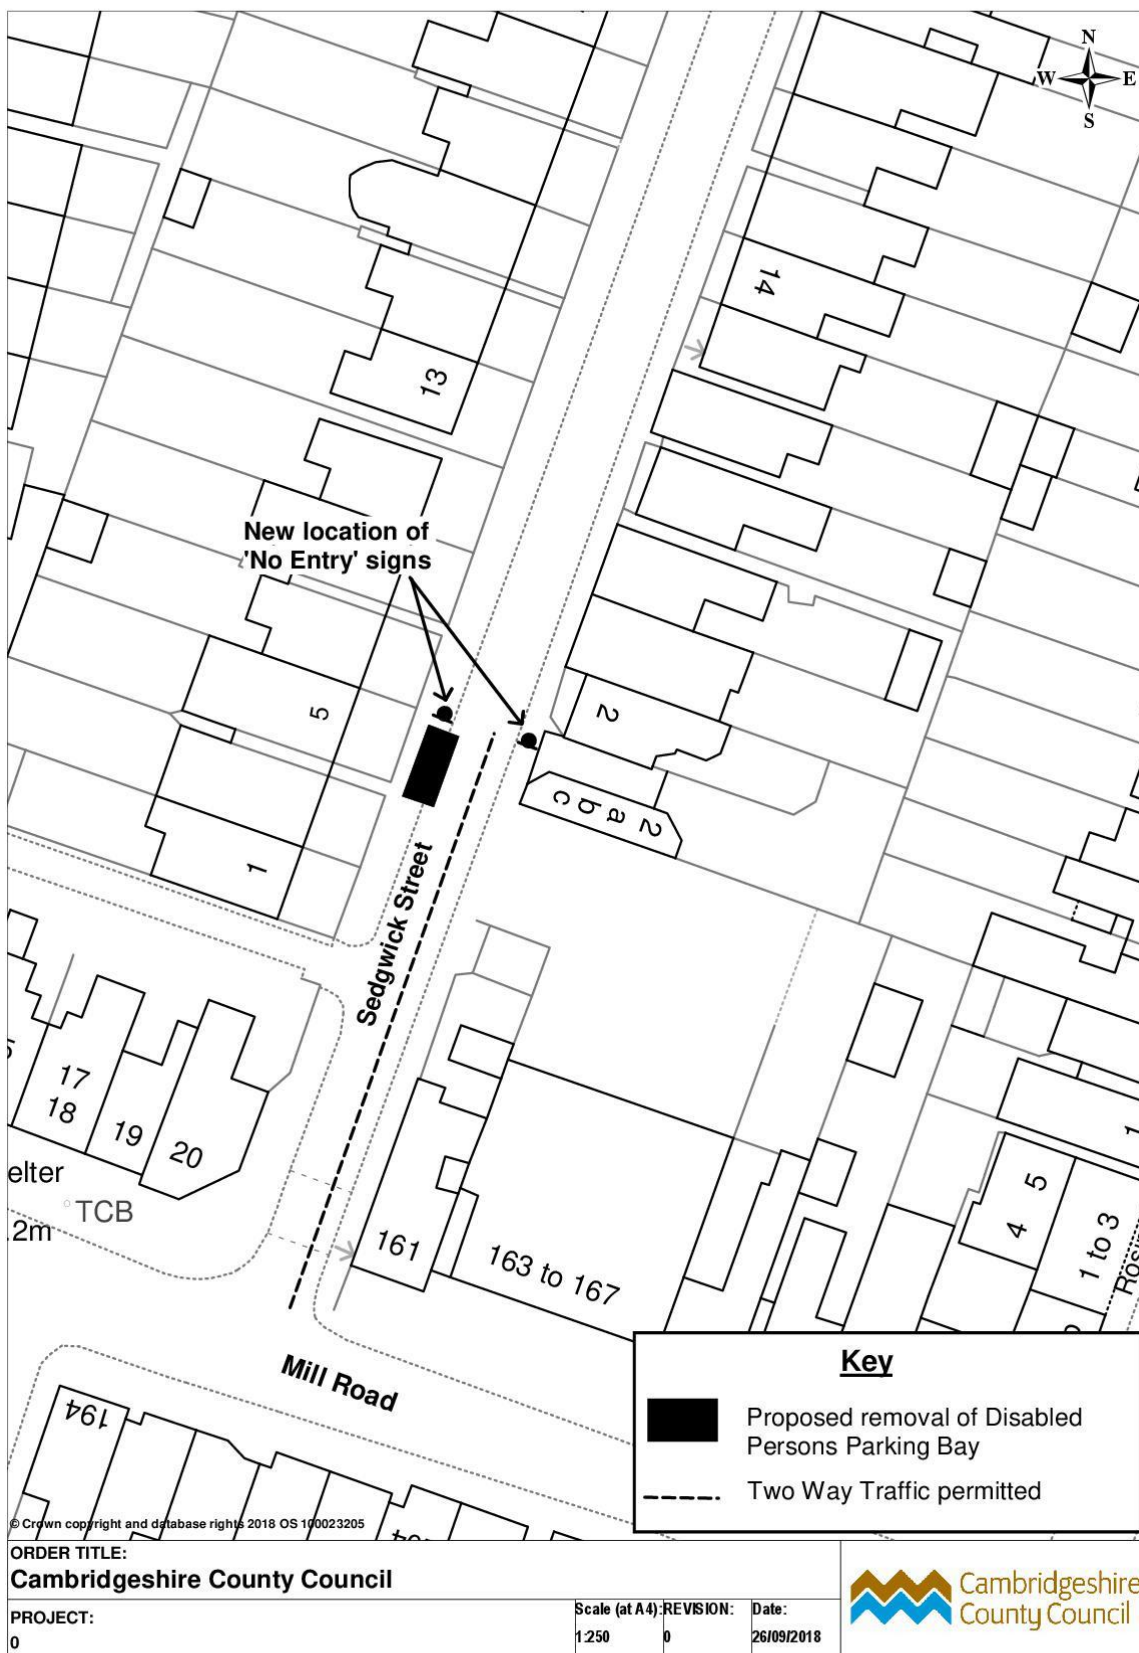 N
W E
S
14
13
New location of
'No Entry' signs
5
2
2
a
b
c
1
Sedgwick Street
17
18
19
20
elter
TCB
.2m
161
163 to 167
5
4
1 to 3
1
Mill Road
194
Key
Proposed removal of Disabled
Persons Parking Bay
Two Way Traffic permitted
© Crown copyright and database rights 2018 OS 100023205
ORDER TITLE:
Cambridgeshire County Council
PROJECT:
0
Scale (at A4):
1:250
REVISION:
0
Date:
26/09/2018
Cambridgeshire
County Council